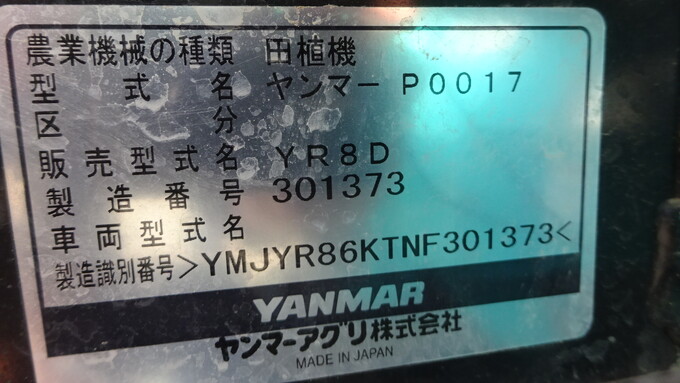 農業機械の種類 田植機
型式名 ヤンマー P0017
区分
販売型式名 YR8D
製造番号 301373
車両型式名
製造識別番号>YMJYR86KTNF301373<
YANMAR
ヤンマーアグリ株式会社
MADE IN JAPAN